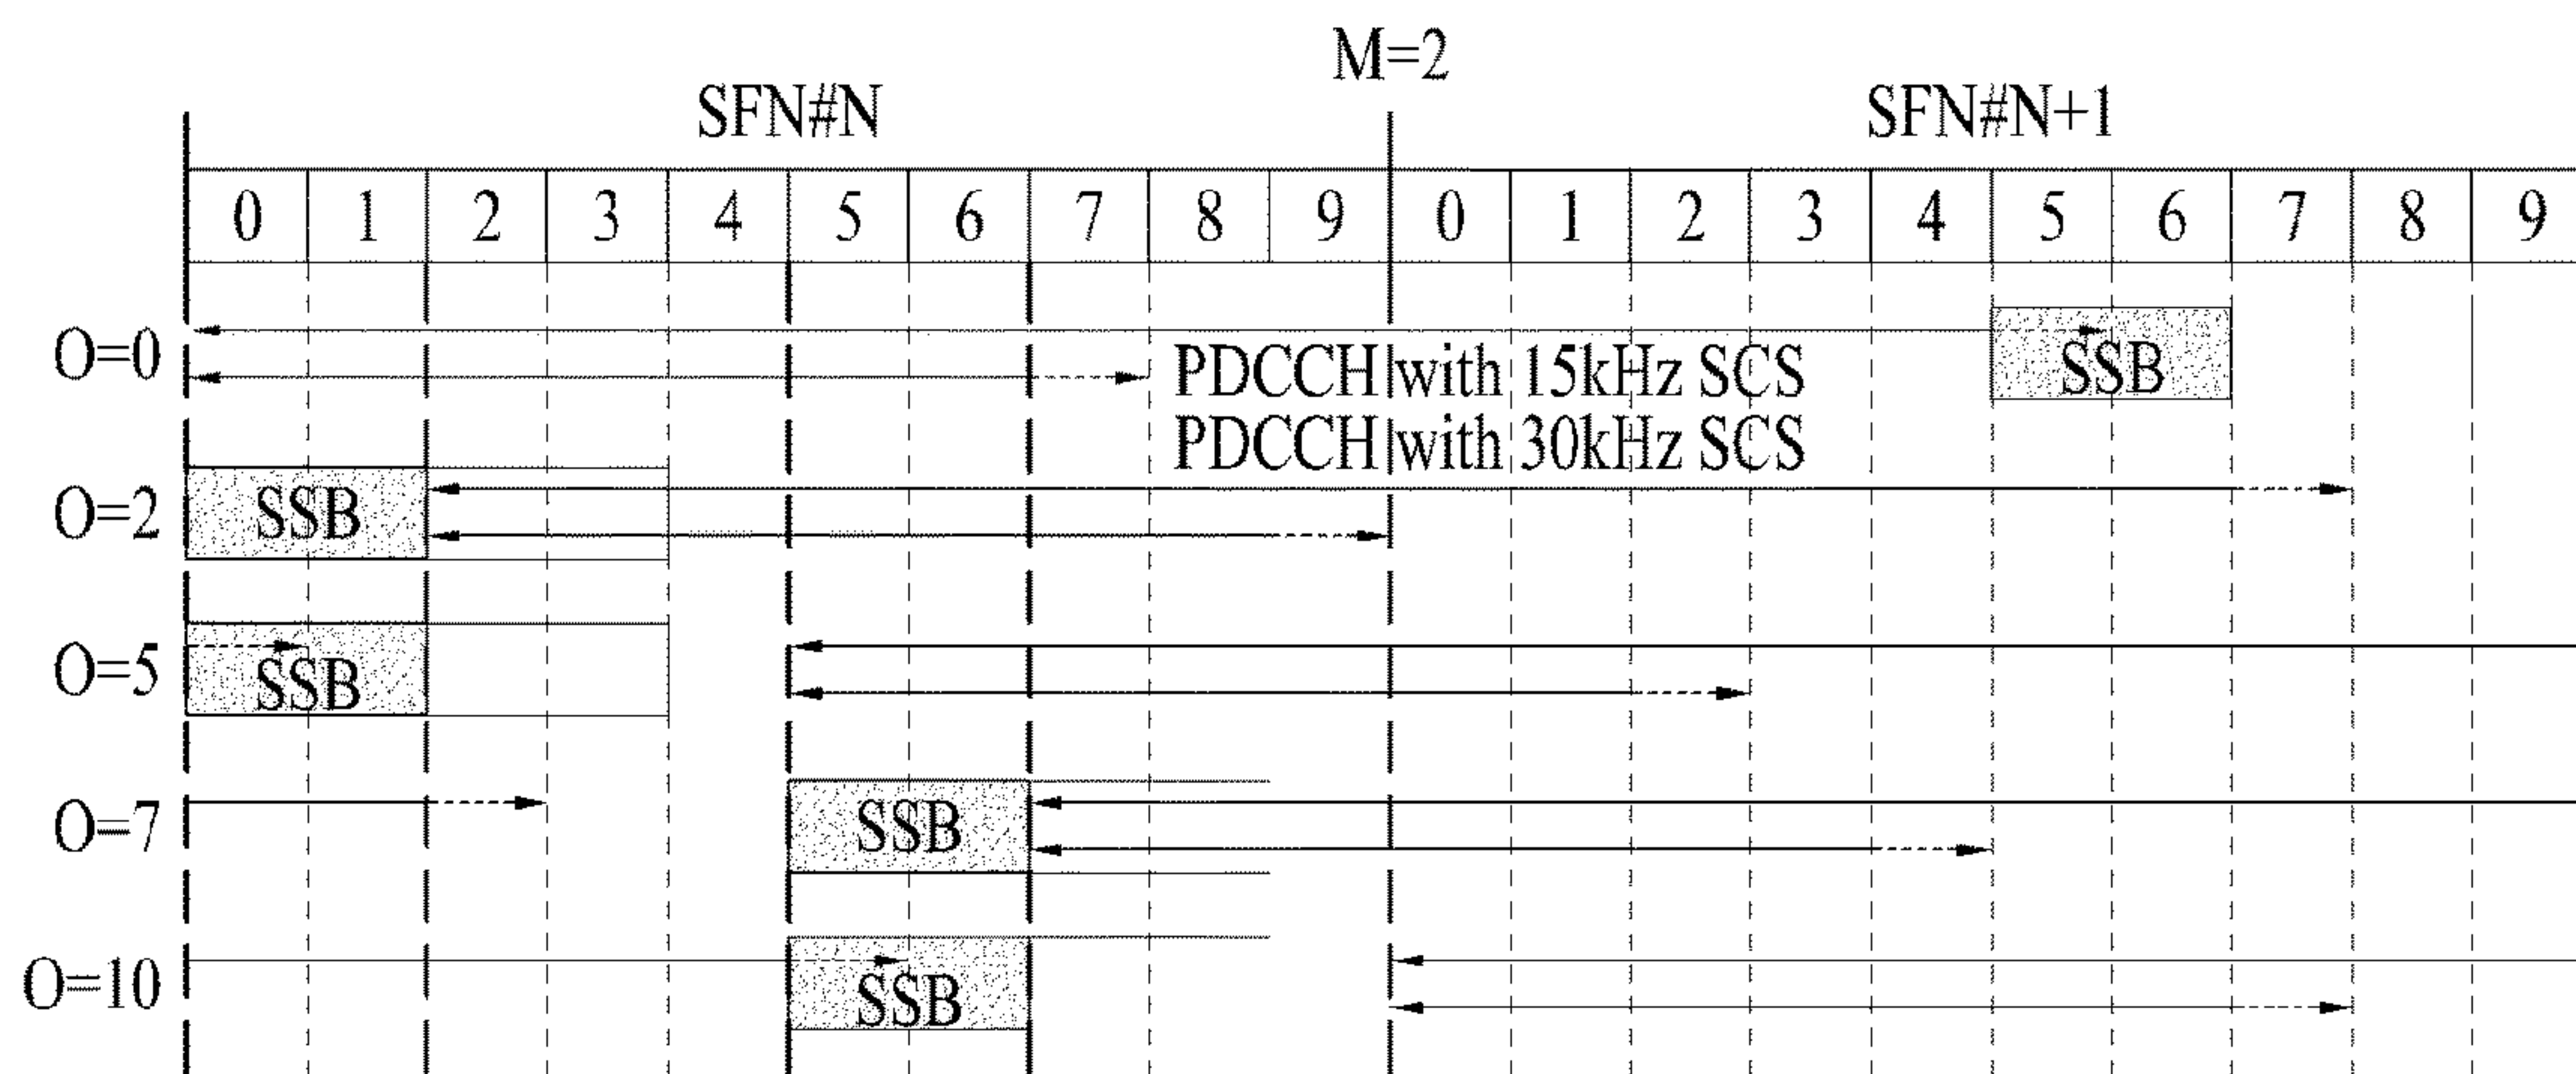 M=2
SFN#N SFN#N+1
0 1 2 3 4 5 6 7 8 9 0 1 2 3 4 5 6 7 8 9
O=0
PDCCH with 15kHz SCS
SSB
PDCCH with 30kHz SCS
O=2 SSB
O=5 SSB
O=7 SSB
O=10 SSB